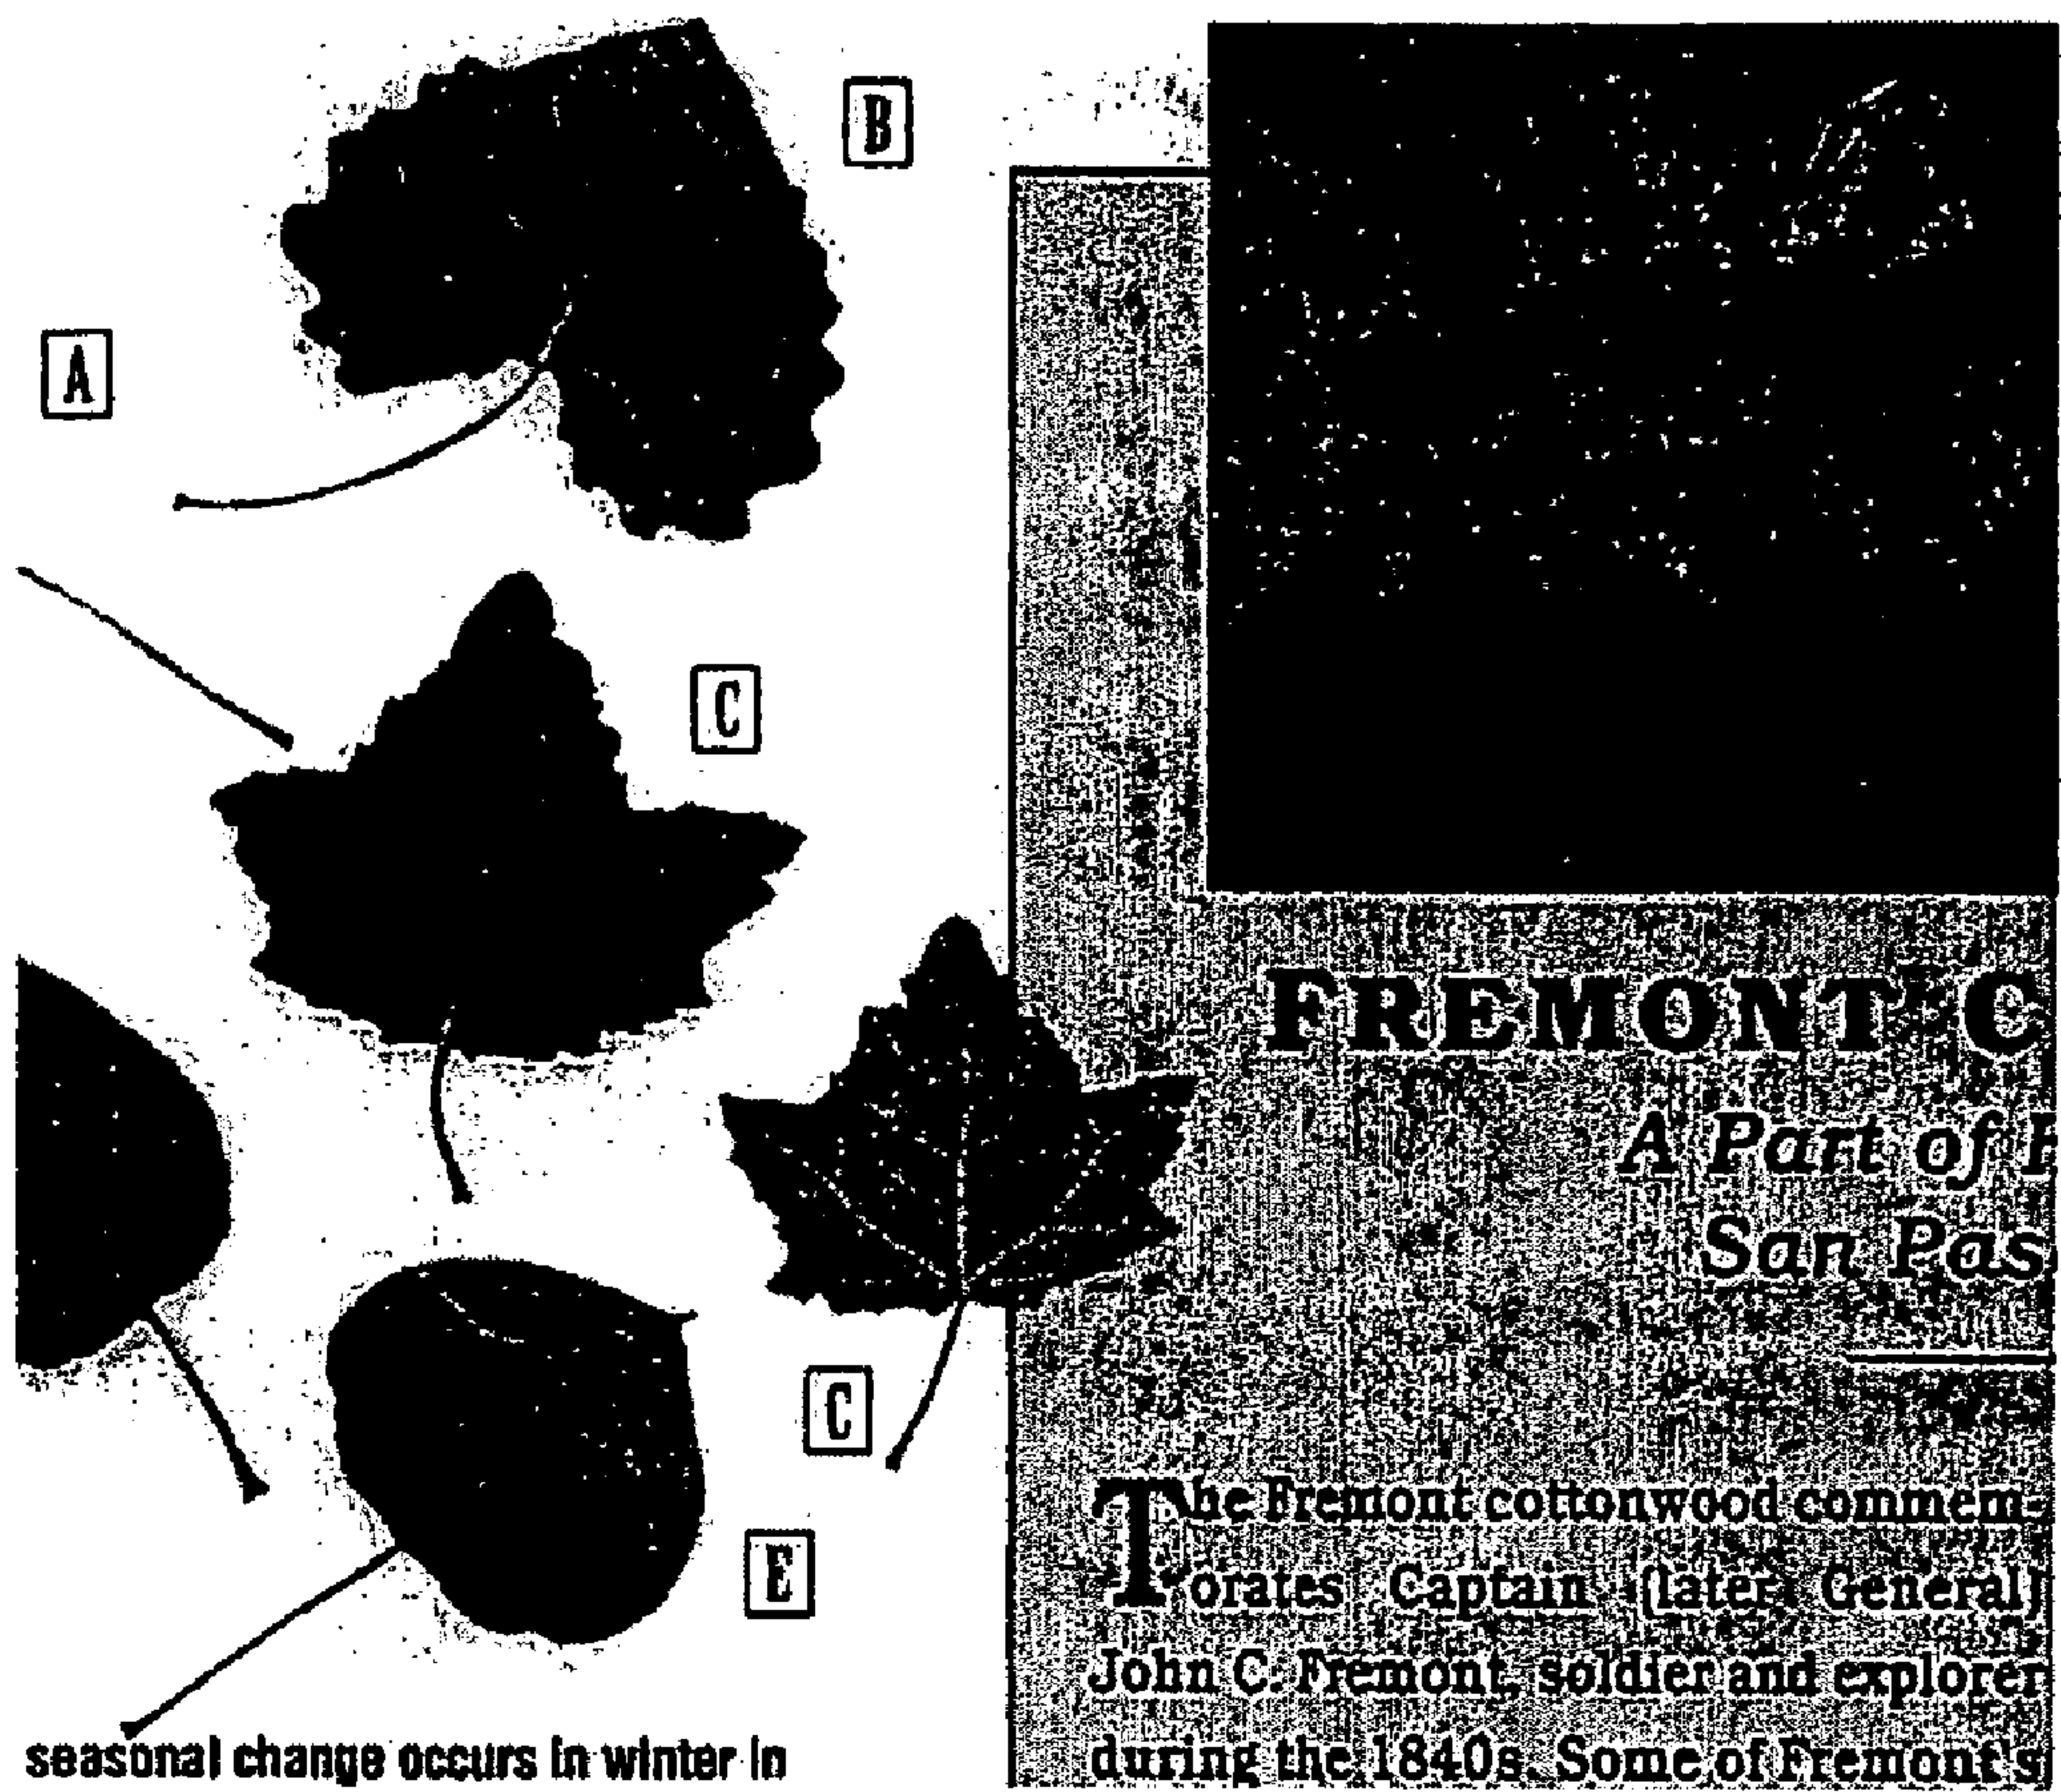 B
A
C
C
E
seasonal change occurs in winter in
FREMONT C
A Part of
San Pas
The Fremont cottonwood commem-
orates Captain (later General)
John C. Fremont, soldier and explorer
during the 1840s. Some of Fremont's